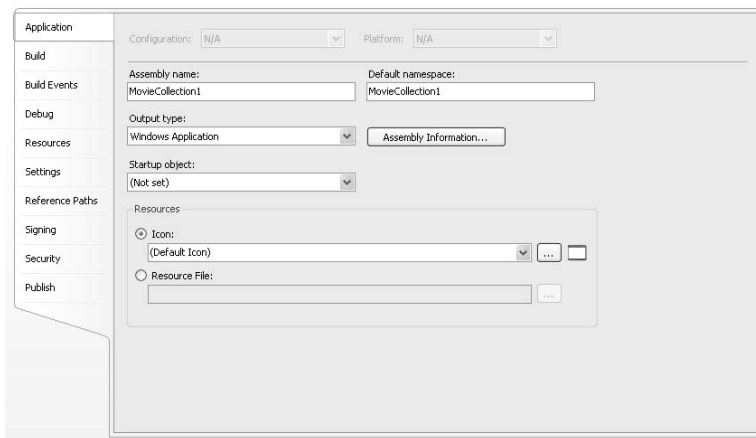 Application
Build
Build Events
Debug
Resources
Settings
Reference Paths
Signing
Security
Publish
Configuration: N/A Platform: N/A
Assembly name: Default namespace:
MovieCollection1 MovieCollection1
Output type:
Windows Application Assembly Information...
Startup object:
(Not set)
Resources
Icon:
(Default Icon) ...
Resource File:
...